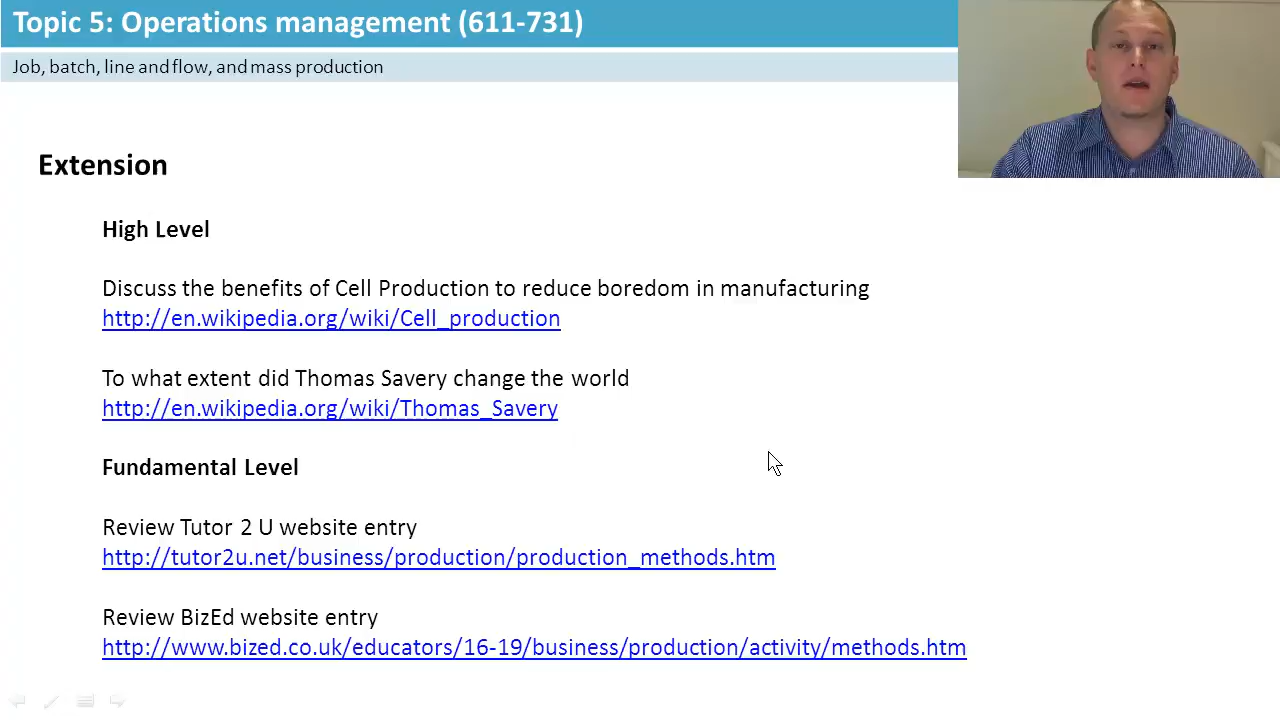 Topic 5: Operations management (611-731)
Job, batch, line and flow, and mass production
Extension
High Level
Discuss the benefits of Cell Production to reduce boredom in manufacturing
http://en.wikipedia.org/wiki/Cell_production
To what extent did Thomas Savery change the world
http://en.wikipedia.org/wiki/Thomas_Savery
Fundamental Level
Review Tutor 2 U website entry
http://tutor2u.net/business/production/production_methods.htm
Review BizEd website entry
http://www.bized.co.uk/educators/16-19/business/production/activity/methods.htm